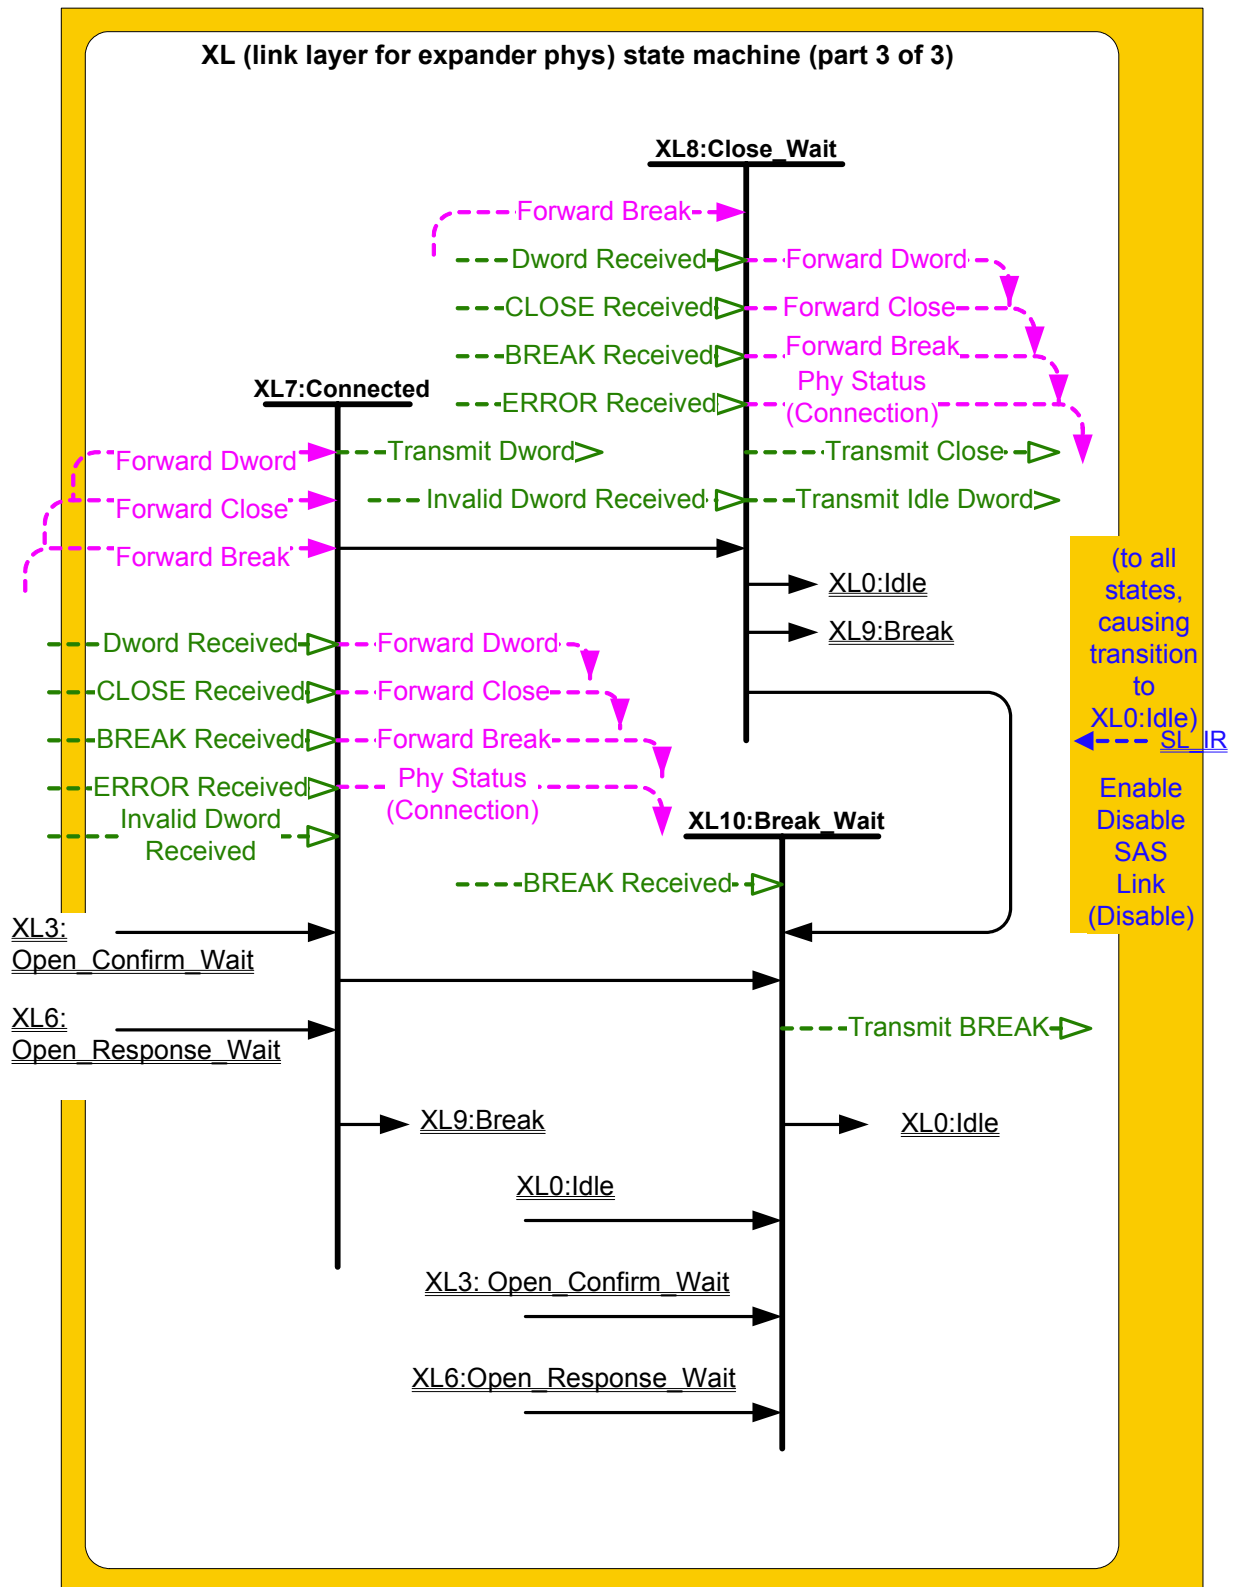 XL (link layer for expander phys) state machine (part 3 of 3)
XL8:Close_Wait
Forward Break
Dword Received
Forward Dword
CLOSE Received
Forward Close
BREAK Received
Forward Break
ERROR Received
Phy Status
(Connection)
Transmit Close
Invalid Dword Received
Transmit Idle Dword
XL0:Idle
XL9:Break
XL7:Connected
Forward Dword
Transmit Dword
Forward Close
Forward Break
Dword Received
Forward Dword
CLOSE Received
Forward Close
BREAK Received
Forward Break
ERROR Received
Phy Status
(Connection)
Invalid Dword
Received
XL3:
Open_Confirm_Wait
XL6:
Open_Response_Wait
XL9:Break
XL10:Break_Wait
BREAK Received
Transmit BREAK
XL0:Idle
XL0:Idle
XL3: Open_Confirm_Wait
XL6:Open_Response_Wait
(to all
states,
causing
transition
to
XL0:Idle)
SL_IR
Enable
Disable
SAS
Link
(Disable)